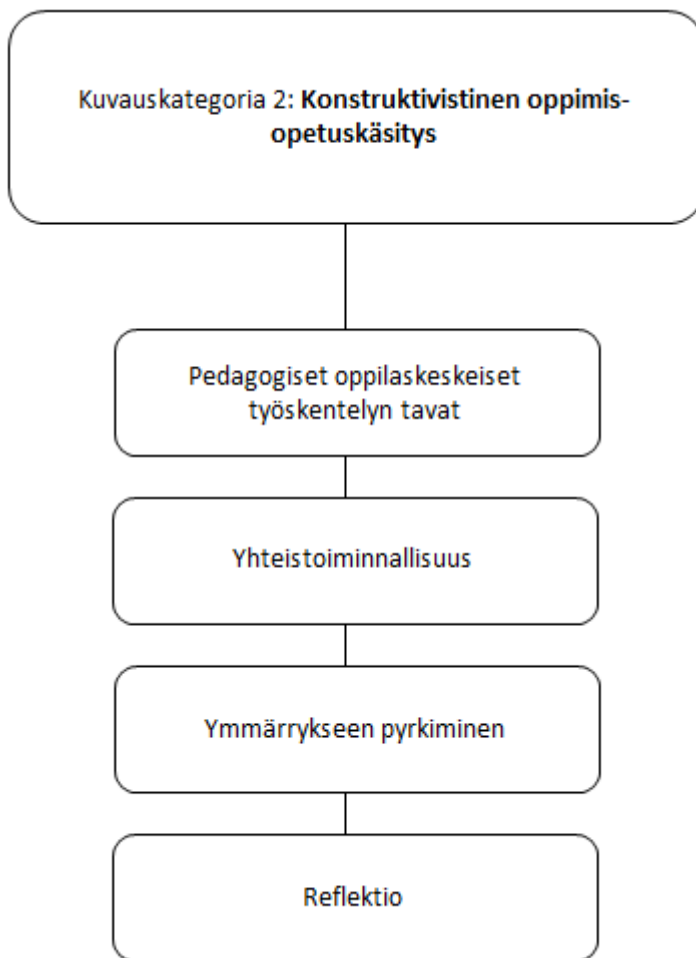 Kuvauskategoria 2: Konstruktivistinen oppimis-
opetuskäsitys
Pedagogiset oppilaskeskeiset
työskentelyn tavat
Yhteistoiminnallisuus
Ymmärrykseen pyrkiminen
Reflektio